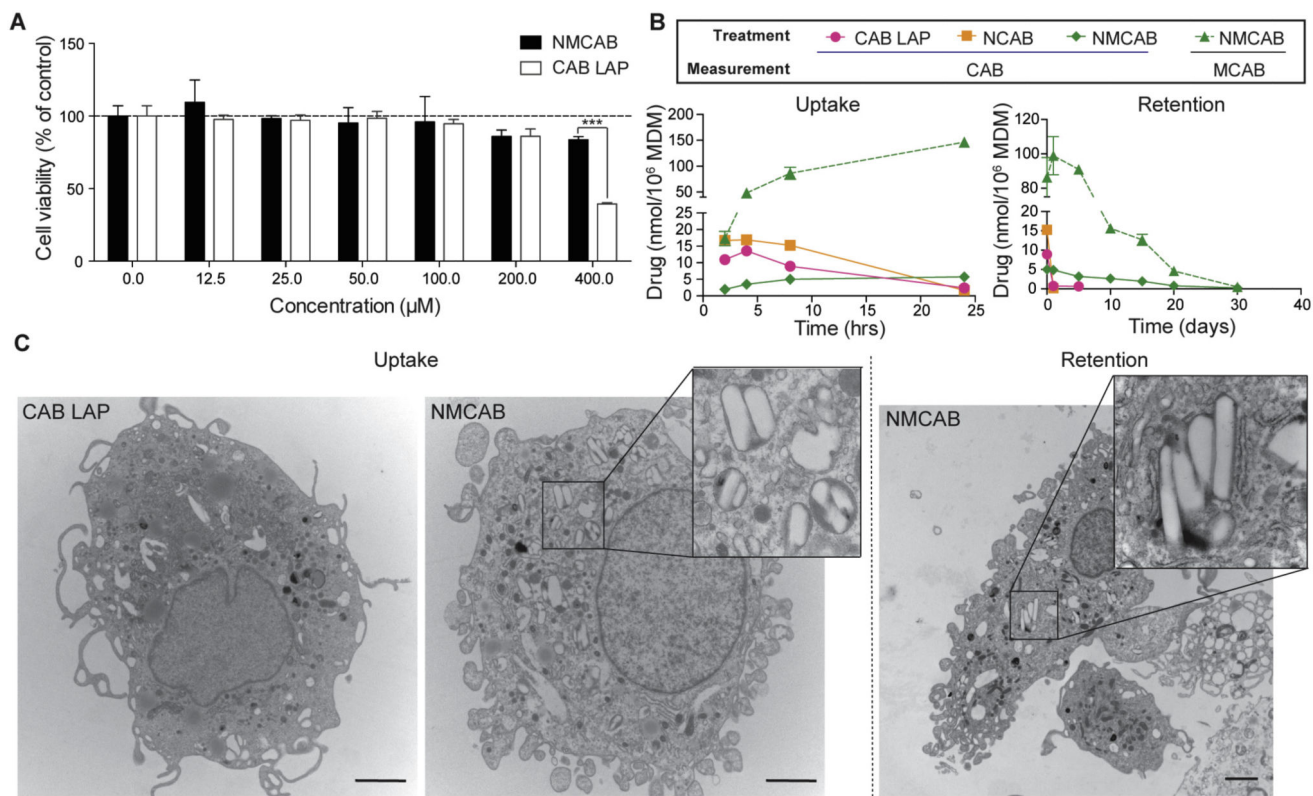 A
Cell viability (% of control)
150
100
50
0
NMCAB
CAB LAP
***
0.0 12.5 25.0 50.0 100.0 200.0 400.0
Concentration (µM)
B
Treatment CAB LAP NCAB NMCAB NMCAB
Measurement CAB MCAB
Uptake
Drug (nmol/10⁶ MDM)
200
150
100
50
25
20
15
10
5
0
0 5 10 15 20 25
Time (hrs)
Retention
Drug (nmol/10⁶ MDM)
120
100
80
20
15
10
5
0
0 10 20 30 40
Time (days)
C
Uptake
Retention
CAB LAP
NMCAB
NMCAB